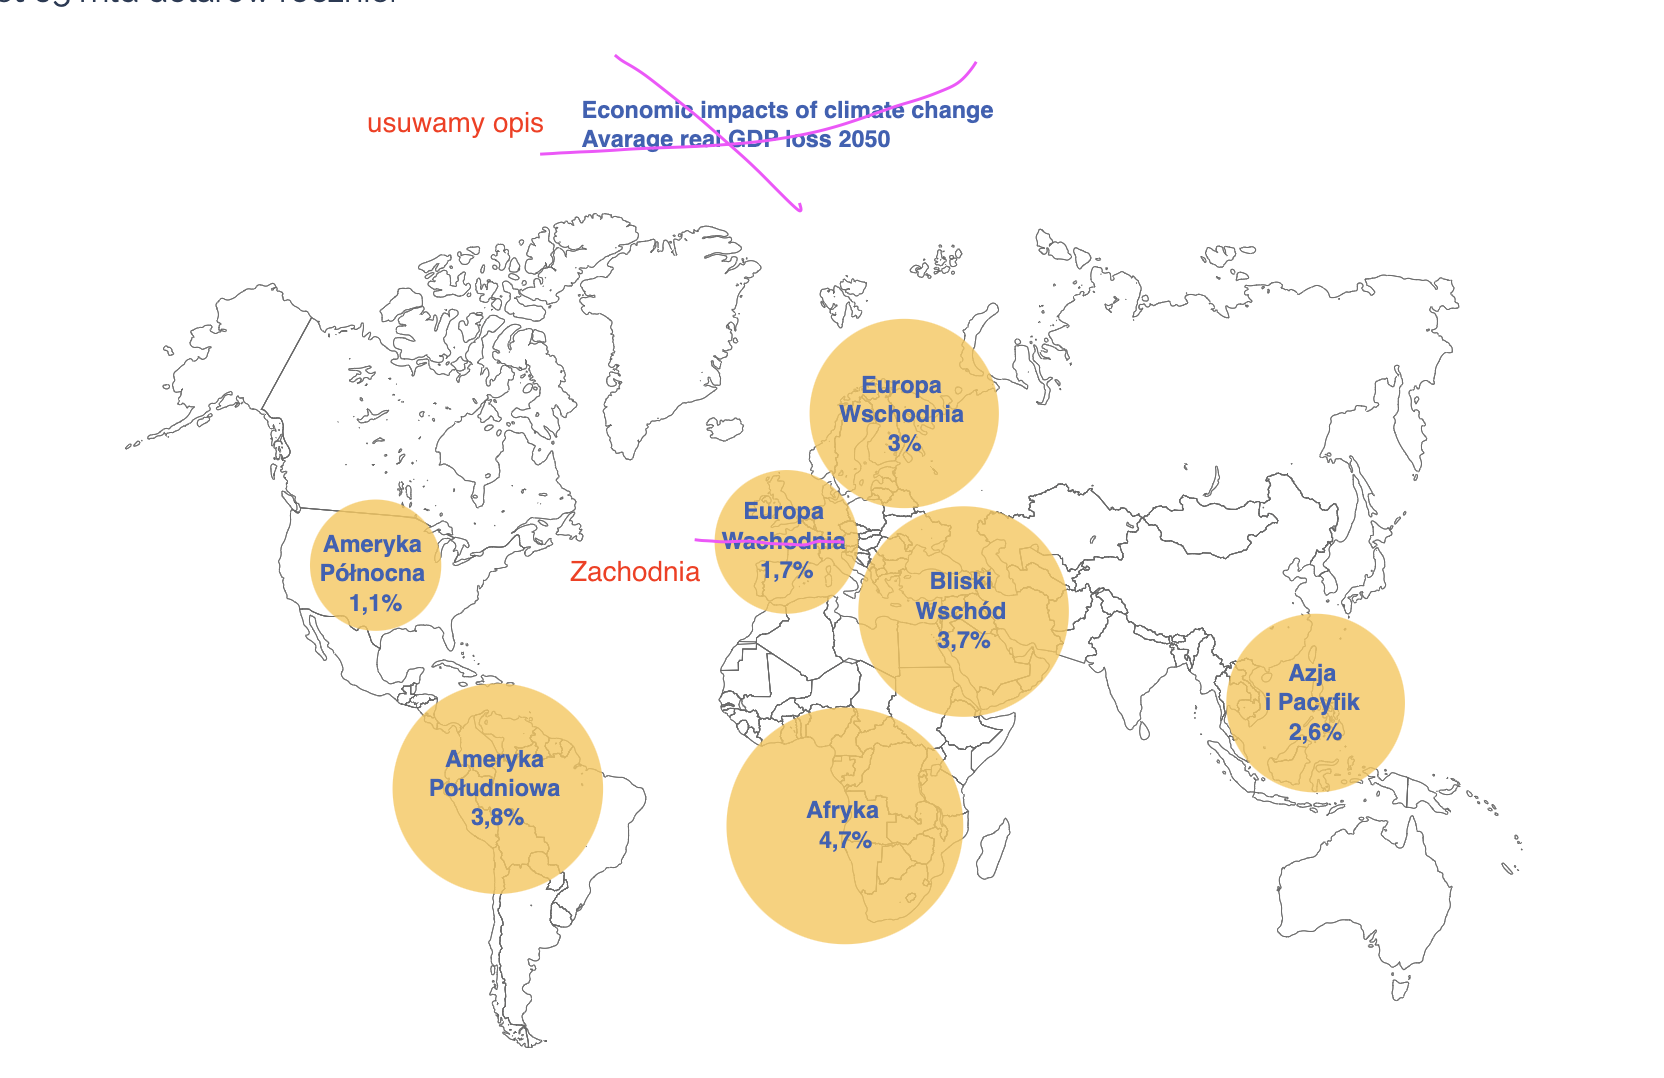 usuwamy opis
Economic impacts of climate change
Avarage real GDP loss 2050
Europa
Wschodnia
3%
Europa
Wachodnia
1,7%
Zachodnia
Ameryka
Północna
1,1%
Bliski
Wschód
3,7%
Azja
i Pacyfik
2,6%
Ameryka
Południowa
3,8%
Afryka
4,7%